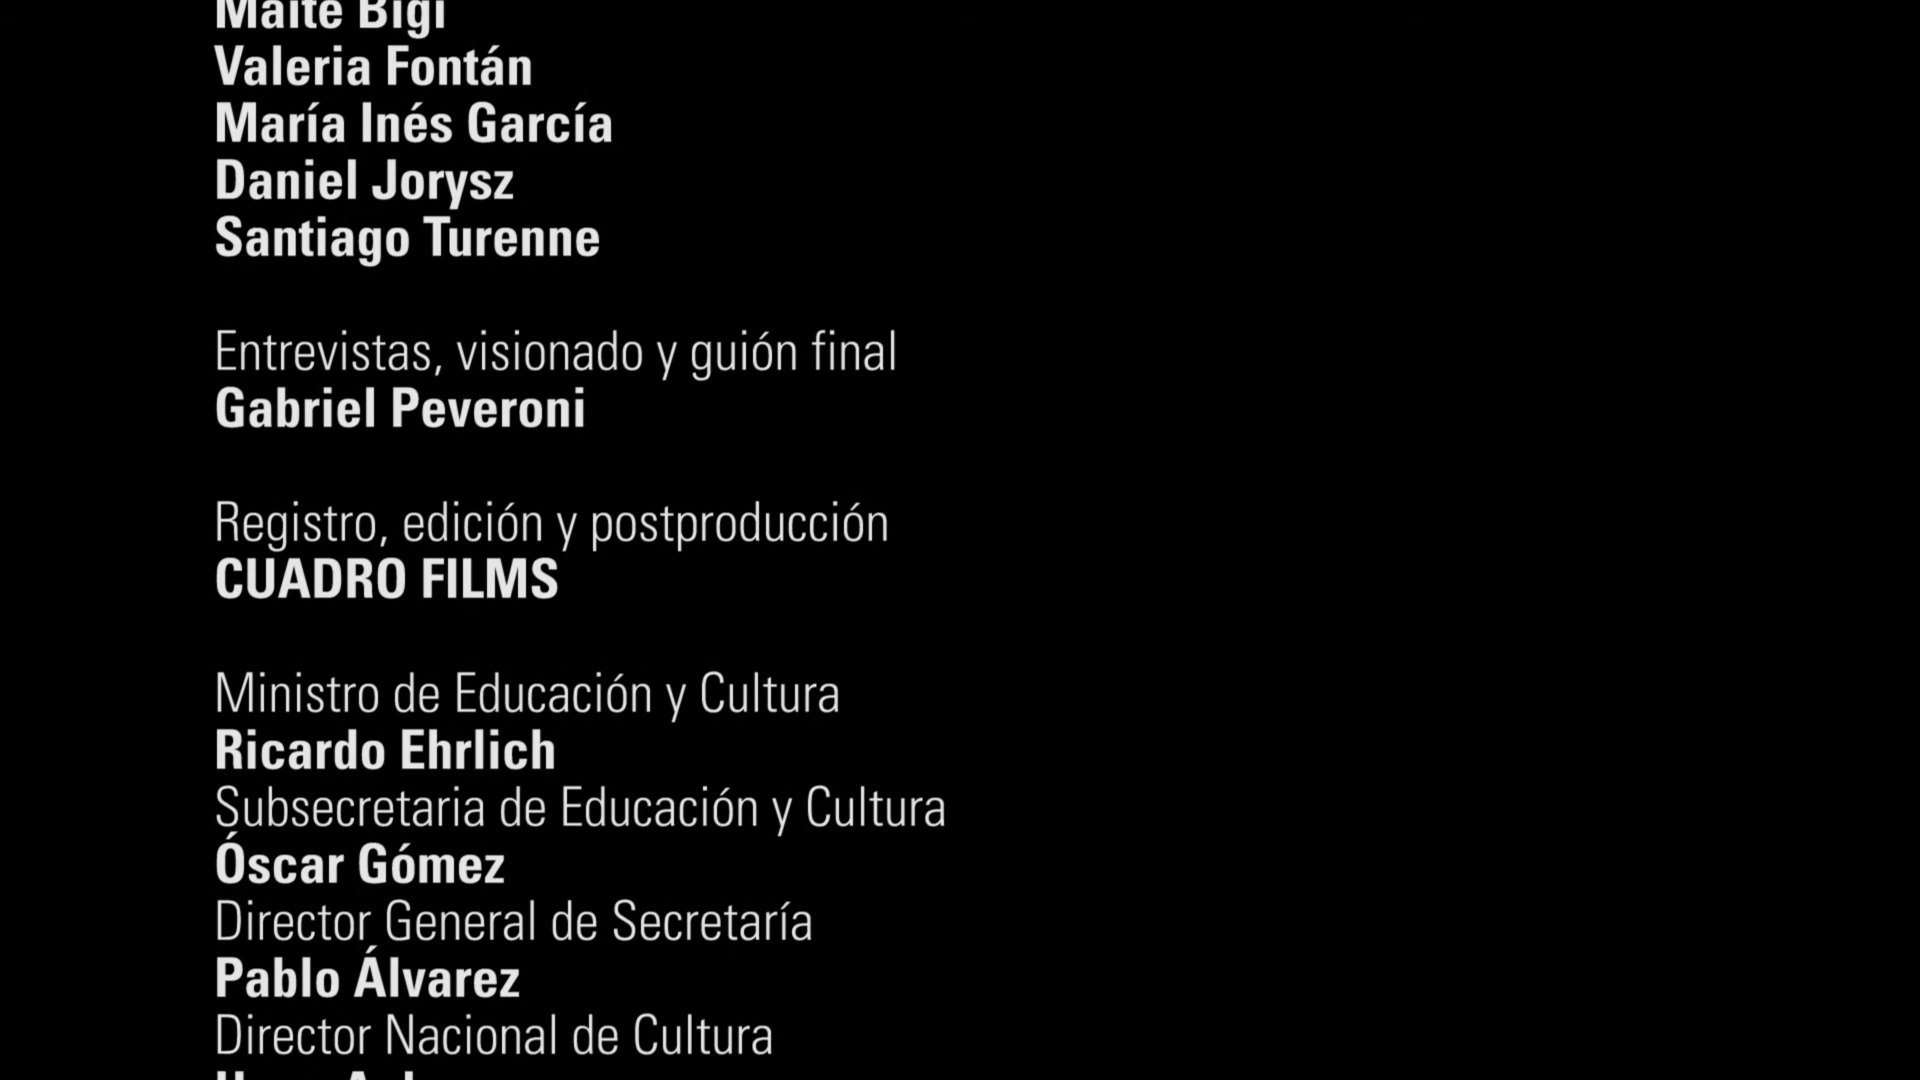 Maite Bigi
Valeria Fontán
María Inés García
Daniel Jorysz
Santiago Turenne
Entrevistas, visionado y guión final
Gabriel Peveroni
Registro, edición y postproducción
CUADRO FILMS
Ministro de Educación y Cultura
Ricardo Ehrlich
Subsecretaria de Educación y Cultura
Óscar Gómez
Director General de Secretaría
Pablo Álvarez
Director Nacional de Cultura